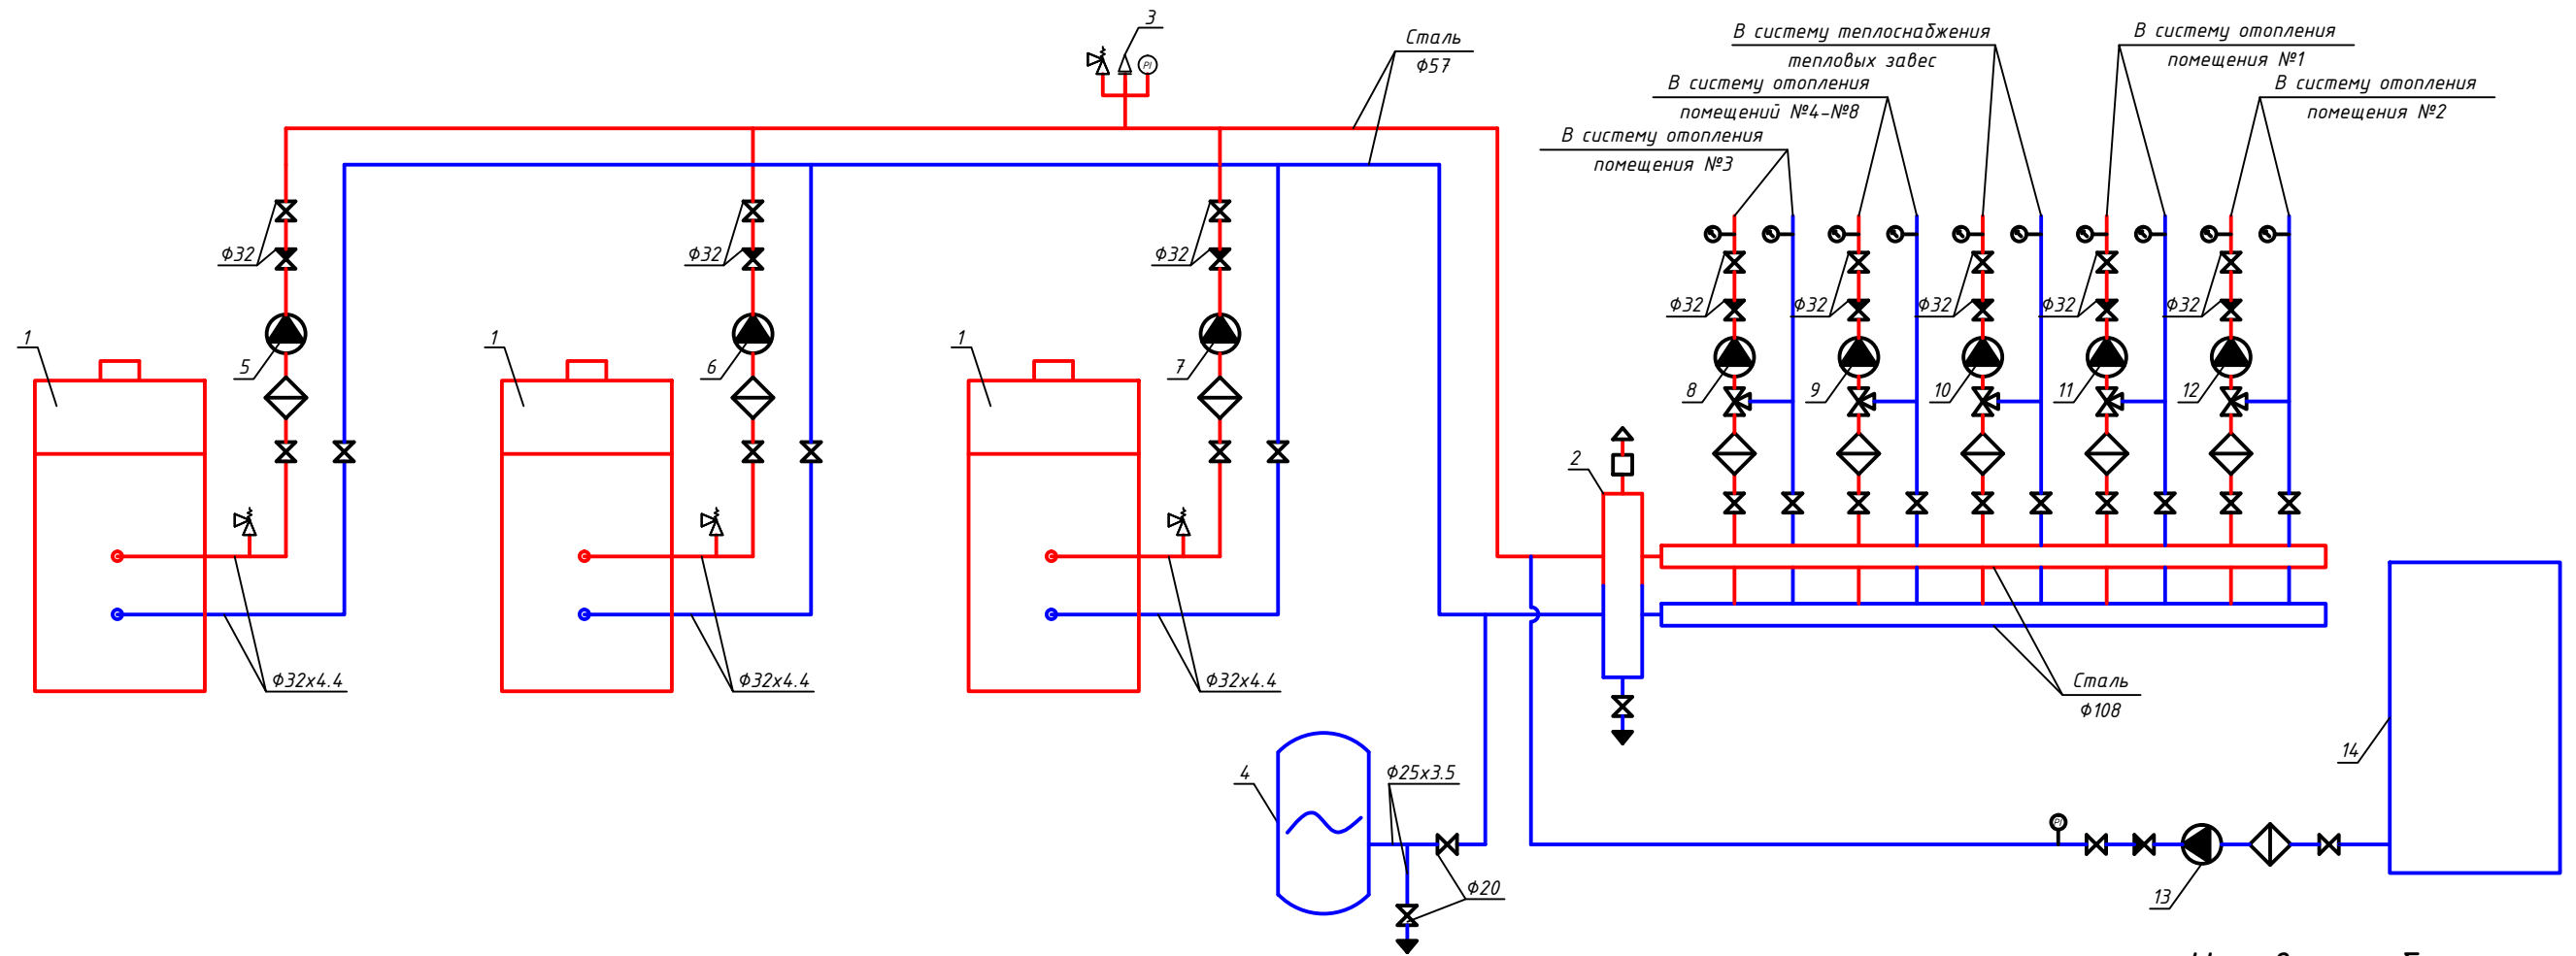 3
Сталь
Ф57
В систему теплоснабжения
тепловых завес
В систему отопления
помещения №1
В систему отопления
помещений №4-№8
В систему отопления
помещения №2
В систему отопления
помещения №3
PI
Ф32
Ф32
Ф32
Ф32
Ф32
Ф32
Ф32
Ф32
1
5
1
6
1
7
8
9
10
11
12
2
Ф32х4.4
Ф32х4.4
Ф32х4.4
Сталь
Ф108
4
Ф25х3.5
Ф20
14
PI
13